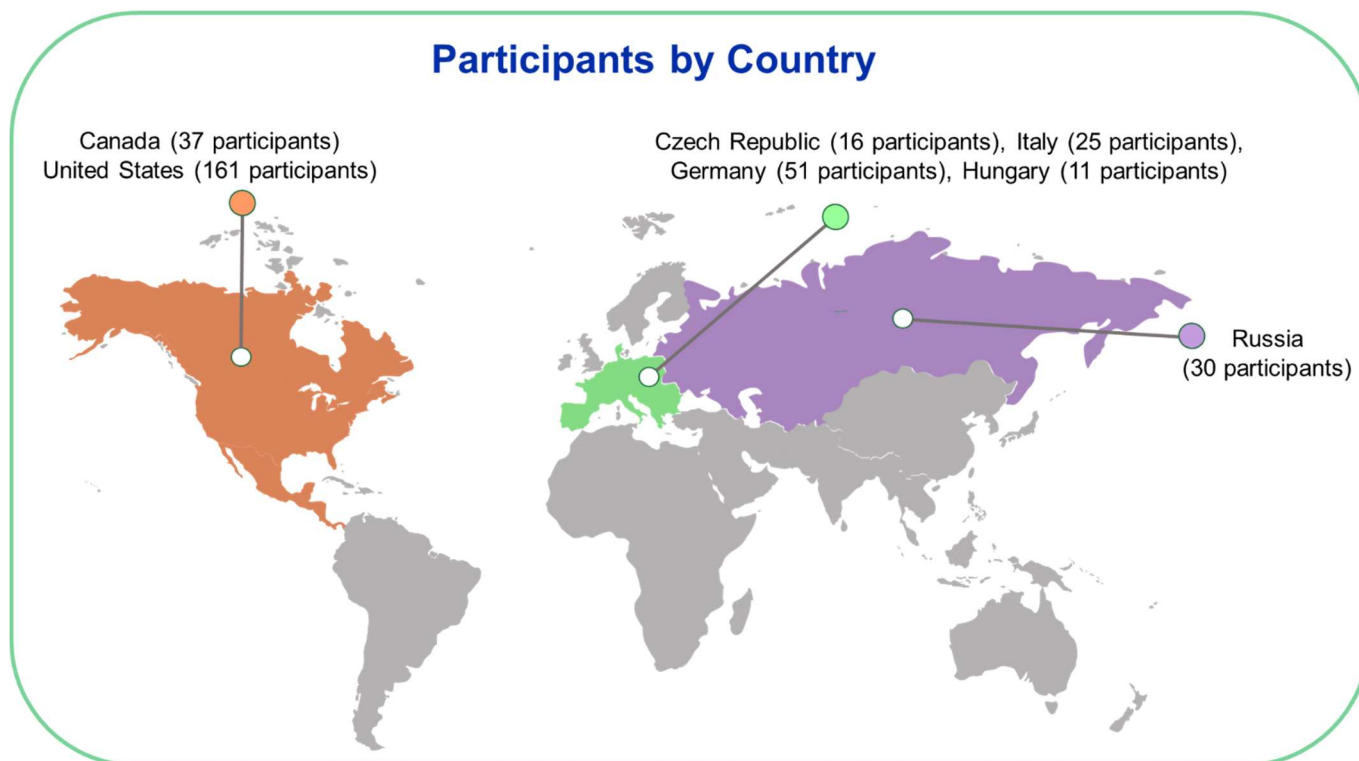 Participants by Country
Canada (37 participants)
United States (161 participants)
Czech Republic (16 participants), Italy (25 participants),
Germany (51 participants), Hungary (11 participants)
Russia
(30 participants)